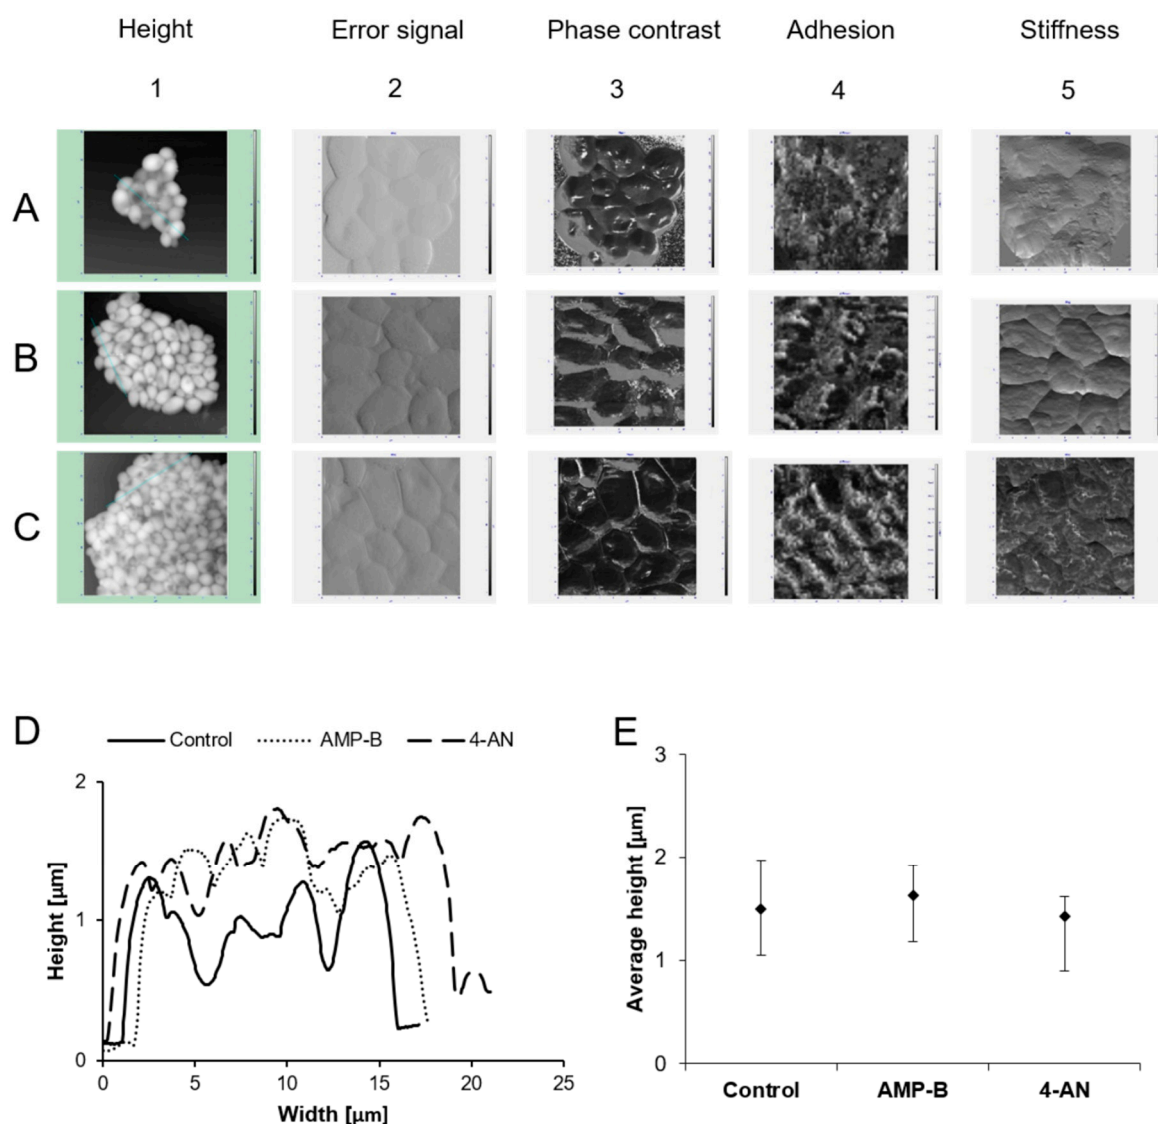 Height Error signal Phase contrast Adhesion Stiffness
1 2 3 4 5
A
B
C
D
Control AMP-B 4-AN
2
1
0
Height [µm]
0 5 10 15 20 25
Width [µm]
E
3
2
1
0
Average height [µm]
Control AMP-B 4-AN